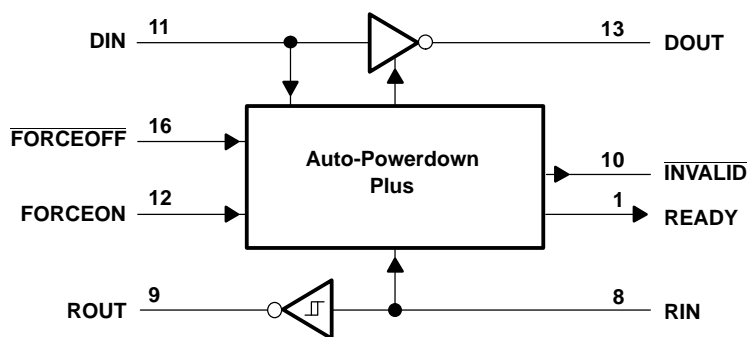 DIN 11 13 DOUT
FORCEOFF 16
Auto-Powerdown
Plus
10 INVALID
FORCEON 12
1 READY
ROUT 9 8 RIN